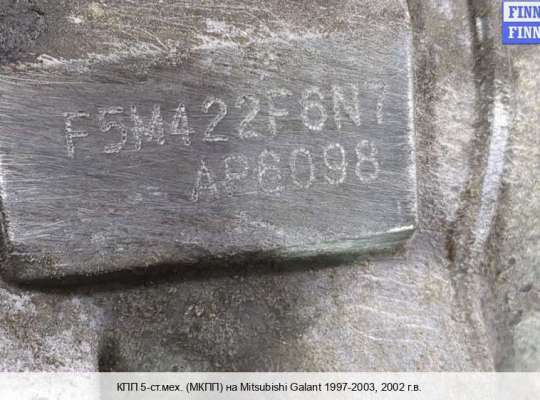 FINN
FINN
F5M422F6N7
AP6098
КПП 5-ст.мех. (МКПП) на Mitsubishi Galant 1997-2003, 2002 г.в.